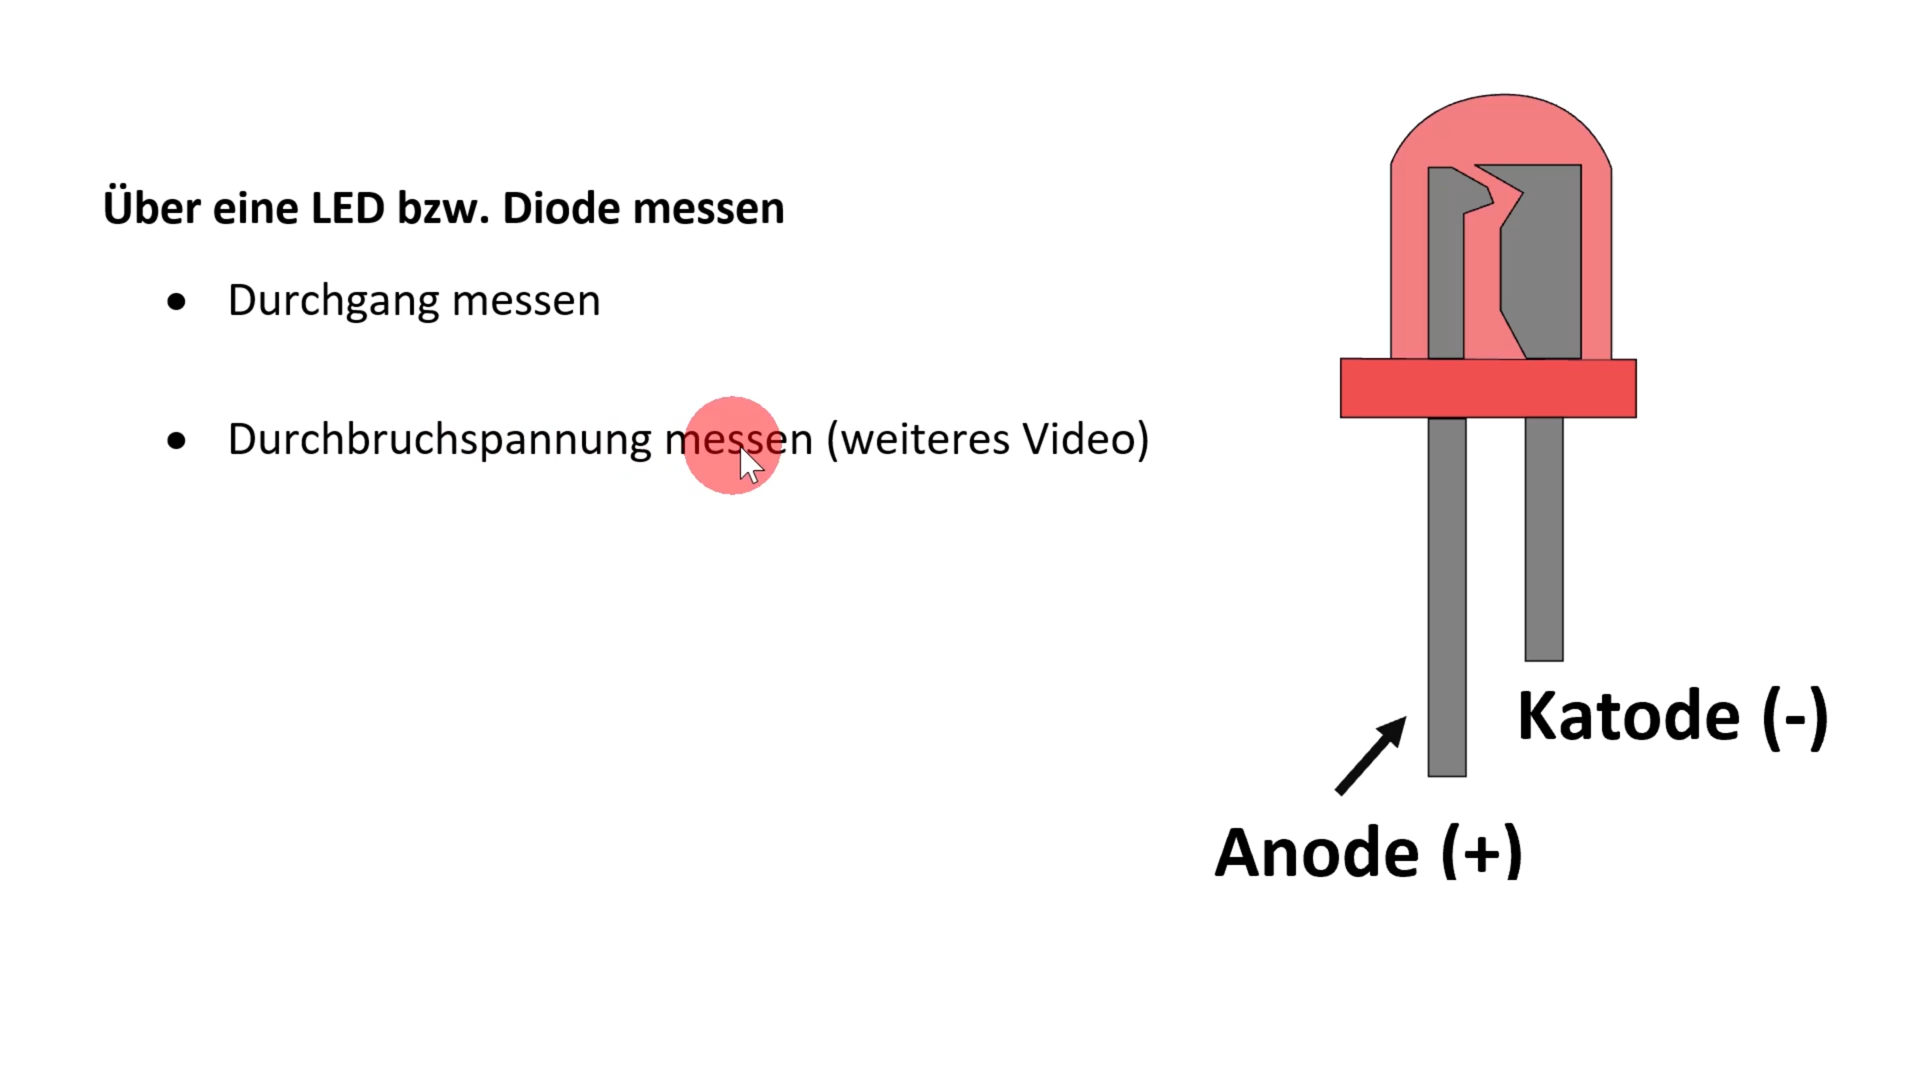 Über eine LED bzw. Diode messen
• Durchgang messen
• Durchbruchspannung messen (weiteres Video)
Katode (-)
Anode (+)